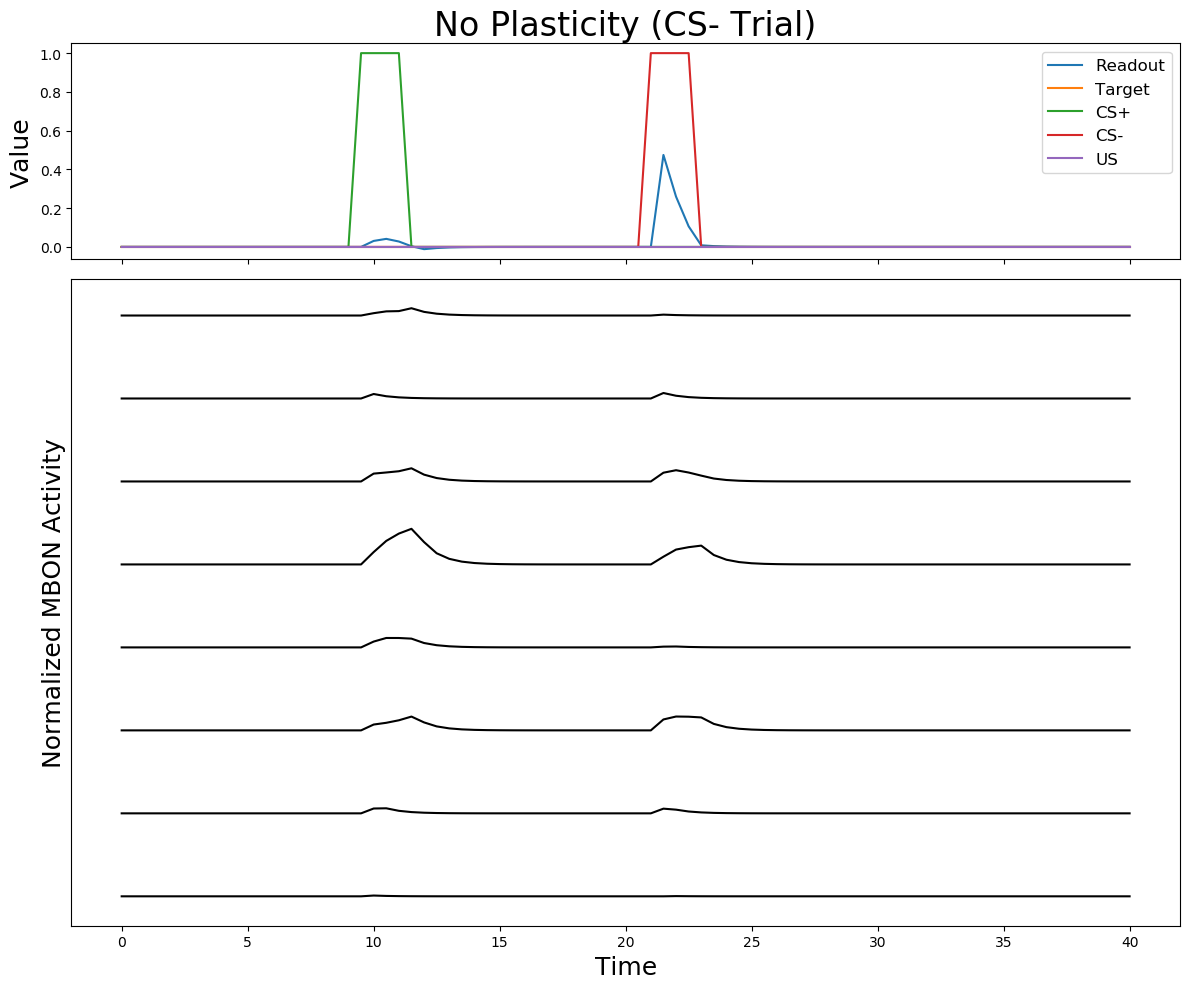 No Plasticity (CS- Trial)
Value
1.0
0.8
0.6
0.4
0.2
0.0
Readout
Target
CS+
CS-
US
Normalized MBON Activity
0 5 10 15 20 25 30 35 40
Time